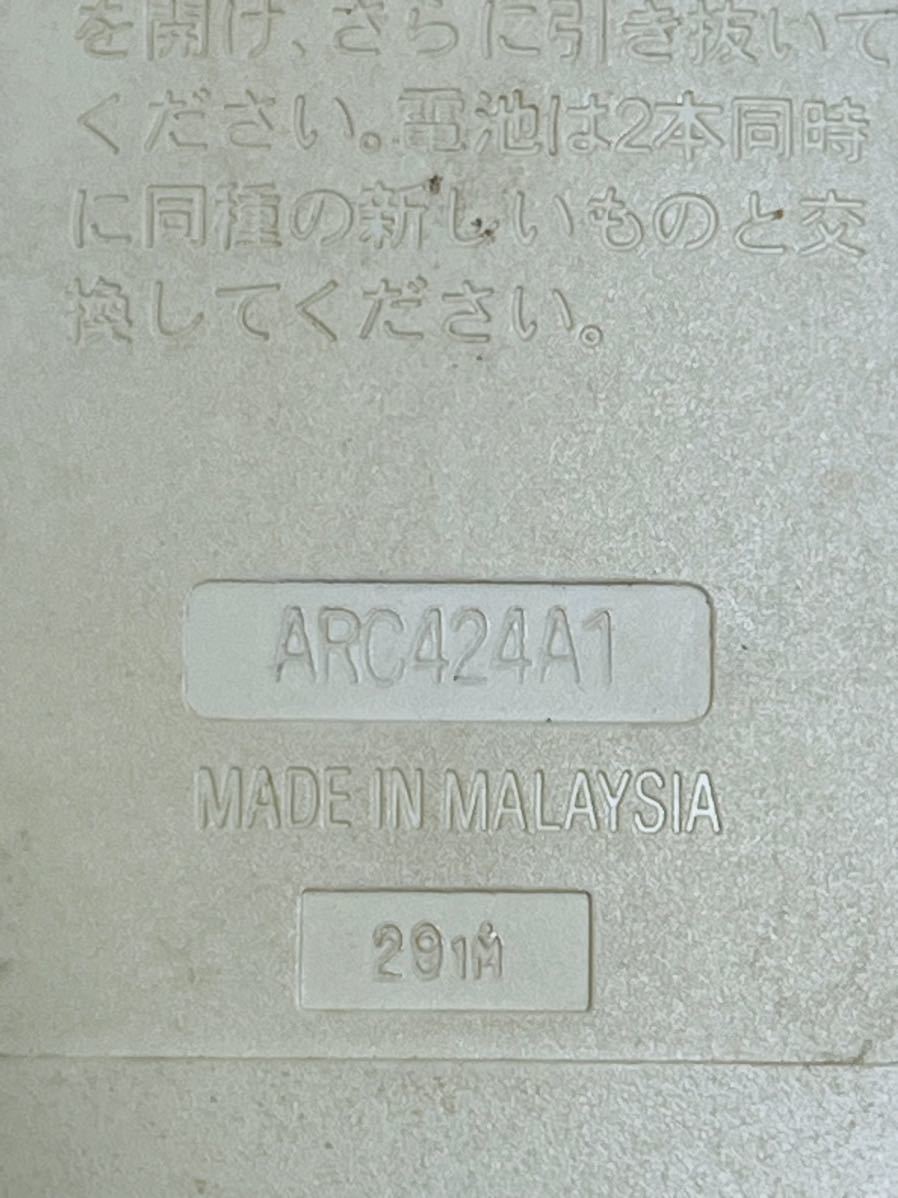 を開け、さらに引き抜いて
ください。電池は2本同時
に同種の新しいものと交
換してください。
ARC424A1
MADE IN MALAYSIA
291M